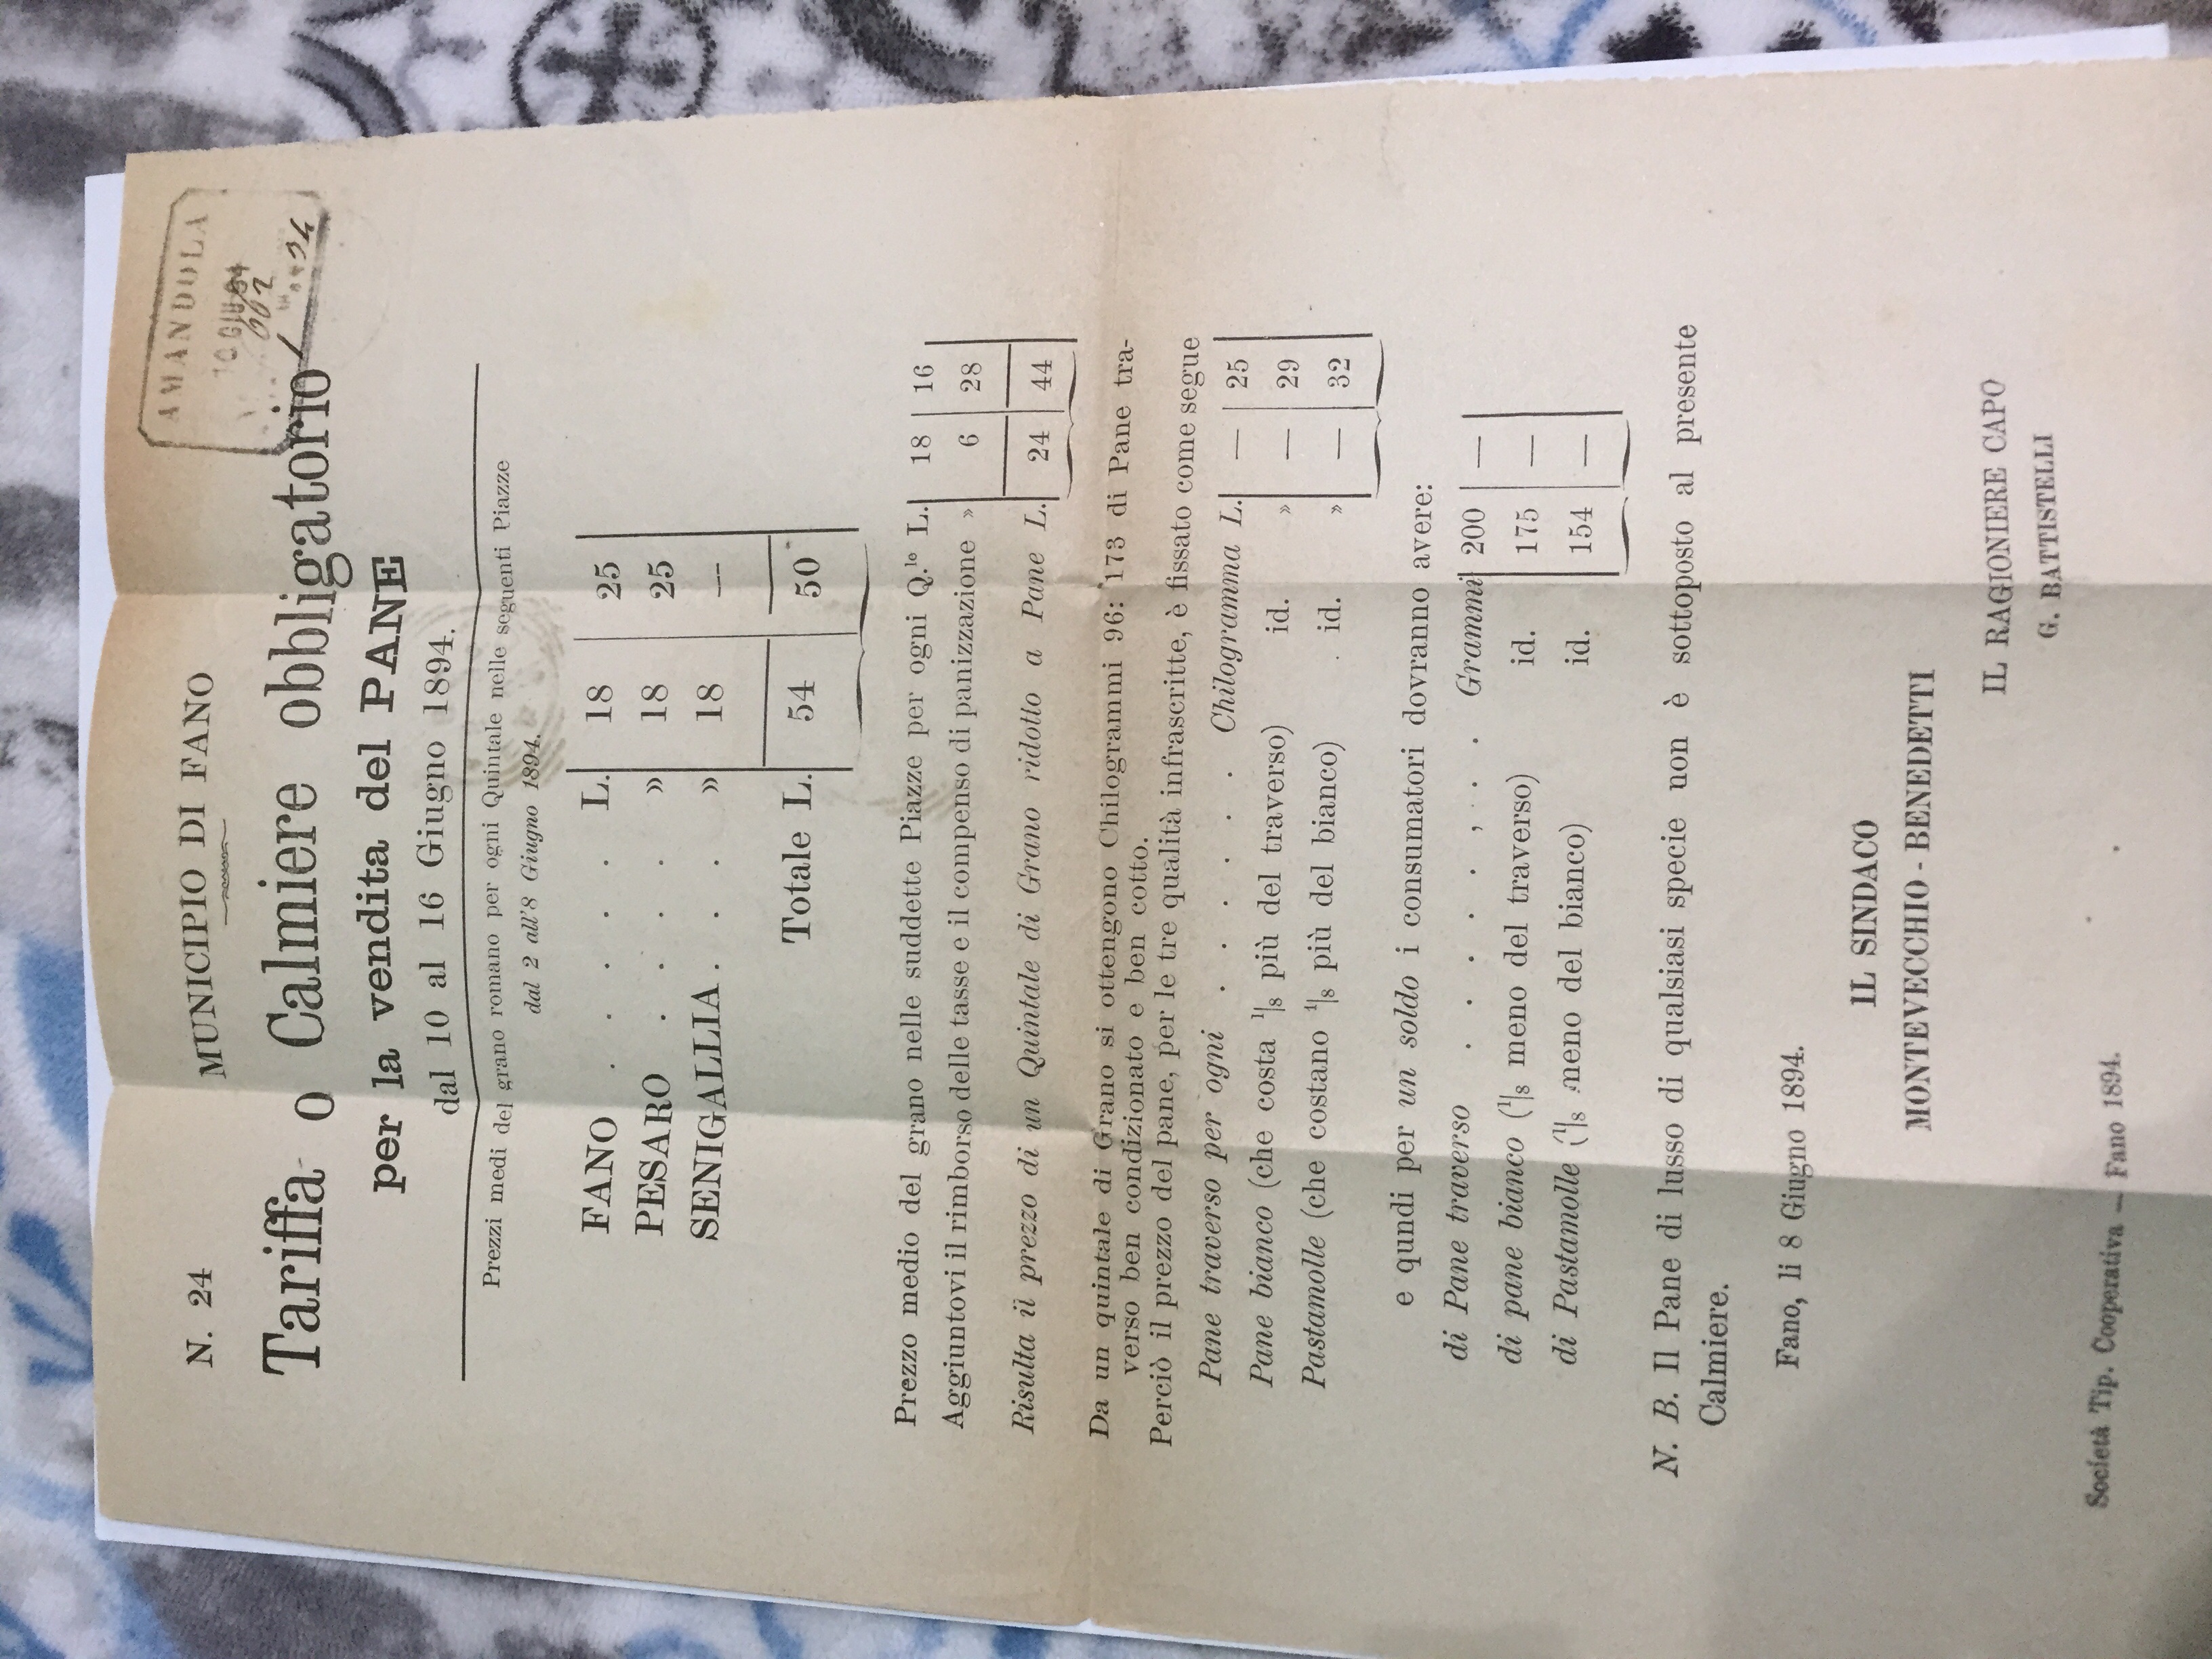 AMANDOLA
10 GIU 94
N. 24 MUNICIPIO DI FANO
Tariffa o Calmiere obbligatorio
per la vendita del PANE
dal 10 al 16 Giugno 1894.
Prezzi medi del grano romano per ogni Quintale nelle seguenti Piazze
dal 2 all'8 Giugno 1894.
FANO . . . . . L. 18 25
PESARO . . . . » 18 25
SENIGALLIA . . . » 18 —
Totale L. 54 50
Prezzo medio del grano nelle suddette Piazze per ogni Q.le L. 18 16
Aggiuntovi il rimborso delle tasse e il compenso di panizzazione » 6 28
Risulta il prezzo di un Quintale di Grano ridotto a Pane L. 24 44
Da un quintale di Grano si ottengono Chilogrammi 96: 173 di Pane tra-
verso ben condizionato e ben cotto.
Perciò il prezzo del pane, per le tre qualità infrascritte, è fissato come segue
Pane traverso per ogni . . . . . . Chilogramma L. — 25
Pane bianco (che costa 1/8 più del traverso) id. » — 29
Pastamolle (che costano 1/8 più del bianco) id. » — 32
e qundi per un soldo i consumatori dovranno avere:
di Pane traverso . . . . . , . . Grammi 200 —
di pane bianco (1/8 meno del traverso) id. 175 —
di Pastamolle (1/8 meno del bianco) id. 154 —
N. B. Il Pane di lusso di qualsiasi specie non è sottoposto al presente
Calmiere.
Fano, li 8 Giugno 1894.
IL SINDACO
MONTEVECCHIO - BENEDETTI
IL RAGIONIERE CAPO
G. BATTISTELLI
Società Tip. Cooperativa — Fano 1894.